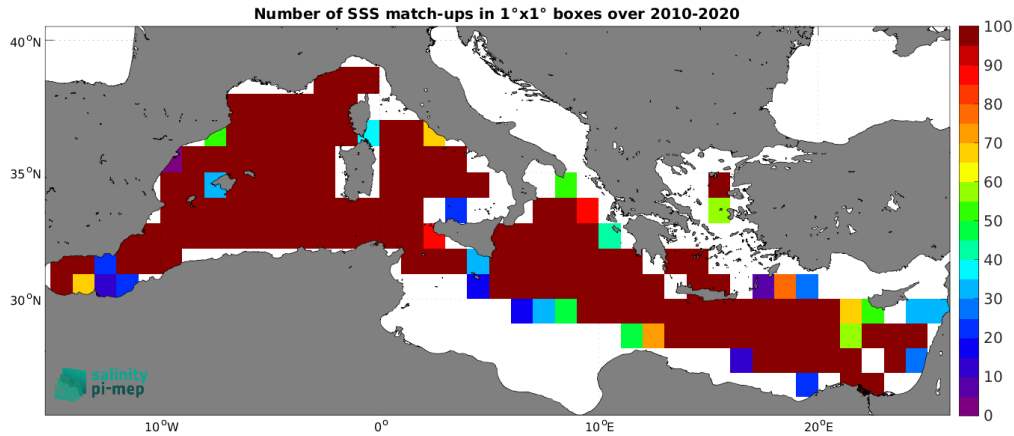 Number of SSS match-ups in 1°x1° boxes over 2010-2020
40°N
35°N
30°N
10°W
0°
10°E
20°E
100
90
80
70
60
50
40
30
20
10
0
salinity
pi-mep